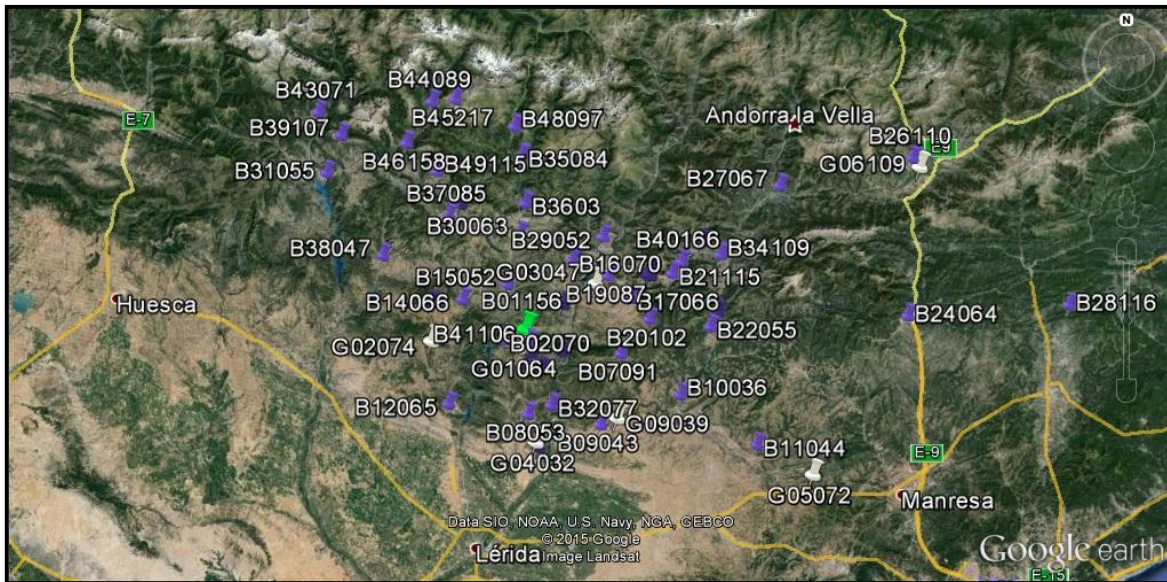 N
B44089
B43071
E-7
B45217
B48097
Andorra la Vella
B39107
B26110
E9
B46158
B49115
B35084
G06109
B31055
B27067
B37085
B3603
B30063
B29052
B40166
B38047
B34109
B15052
G03047
B16070
B21115
B14066
B01156
B19087
B17066
Huesca
B24064
B28116
B41106
B02070
B20102
B22055
G02074
G01064
B07091
B10036
B12065
B32077
G09039
B08053
B09043
B11044
G04032
E-9
G05072
Manresa
Data SIO, NOAA, U.S. Navy, NGA, GEBCO
© 2015 Google
Lérida
Image Landsat
Google earth
E-15